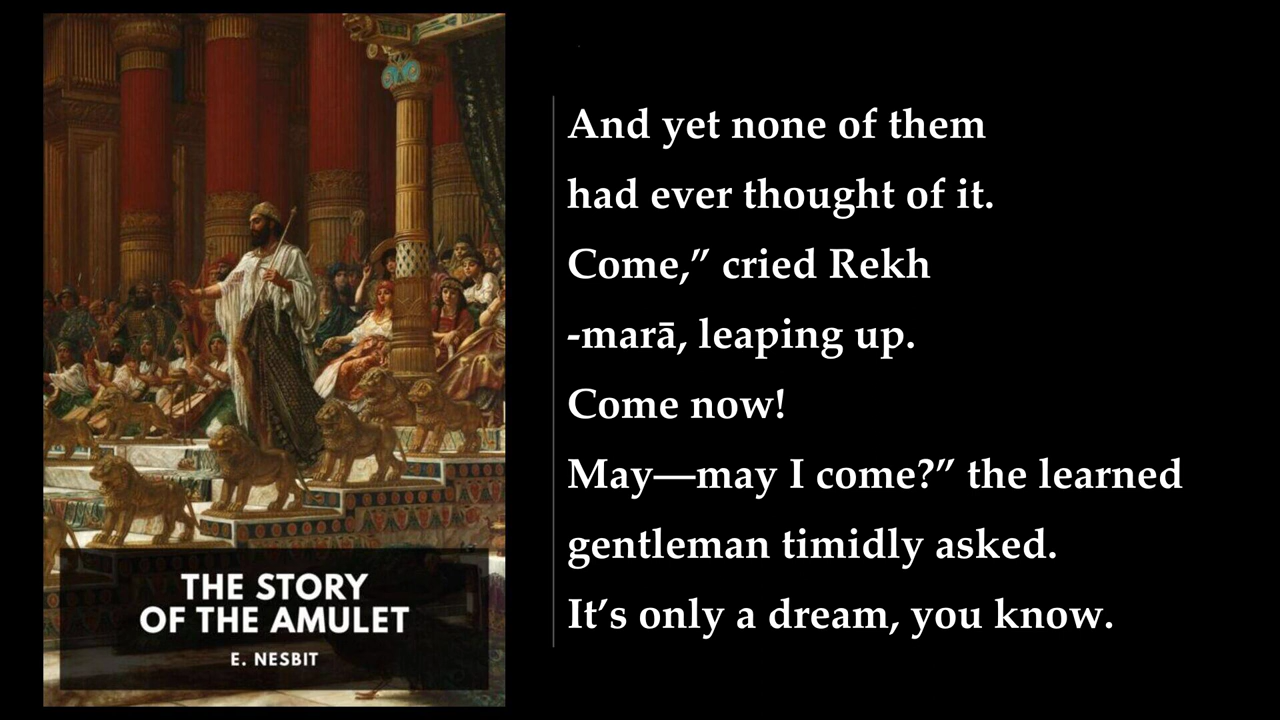 THE STORY
OF THE AMULET
E. NESBIT
And yet none of them
had ever thought of it.
Come,” cried Rekh
-marā, leaping up.
Come now!
May—may I come?” the learned
gentleman timidly asked.
It’s only a dream, you know.